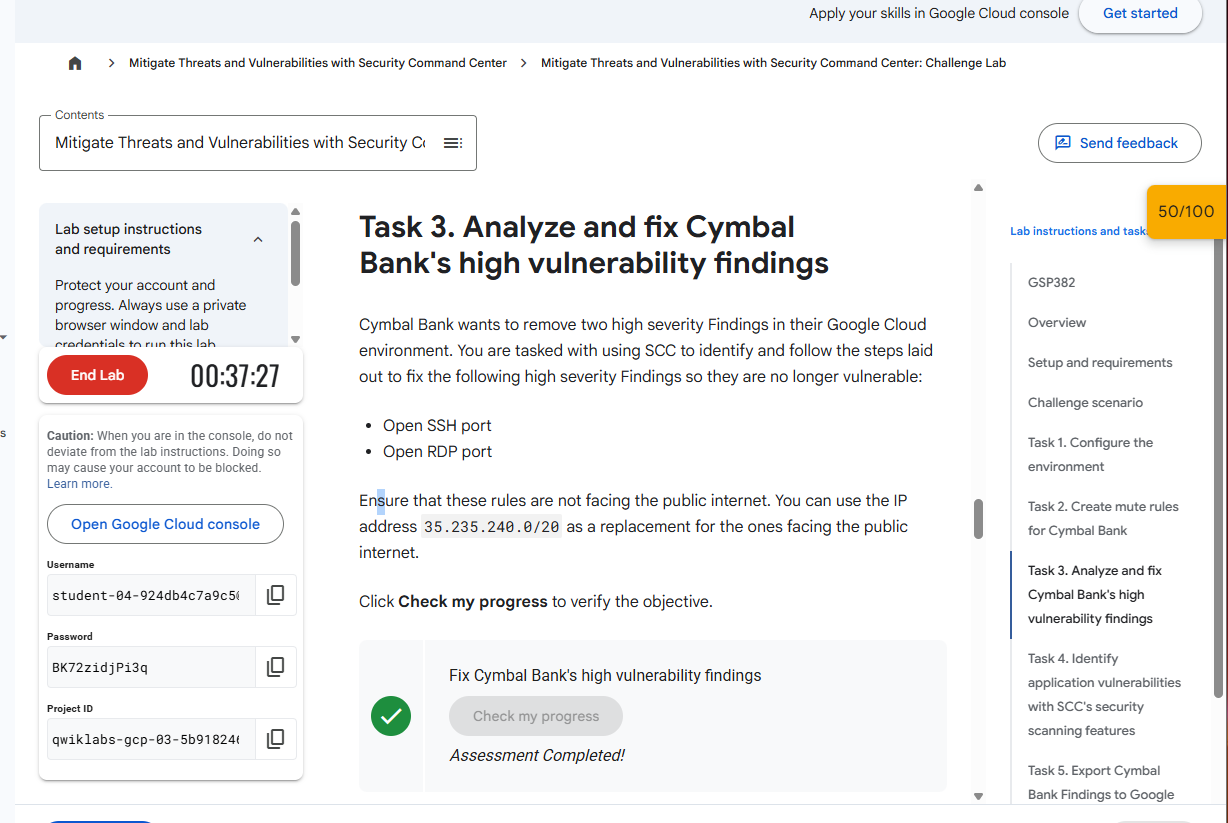 Apply your skills in Google Cloud console
Get started
Mitigate Threats and Vulnerabilities with Security Command Center
Mitigate Threats and Vulnerabilities with Security Command Center: Challenge Lab
Contents
Mitigate Threats and Vulnerabilities with Security
Send feedback
Lab setup instructions
and requirements
Protect your account and
progress. Always use a private
browser window and lab
credentials to run this lab.
End Lab
00:37:27
Caution: When you are in the console, do not
deviate from the lab instructions. Doing so
may cause your account to be blocked.
Learn more.
Open Google Cloud console
Username
student-04-924db4c7a9c5
Password
BK72zidjPi3q
Project ID
qwiklabs-gcp-03-5b91824
s
Task 3. Analyze and fix Cymbal
Bank's high vulnerability findings
Cymbal Bank wants to remove two high severity Findings in their Google Cloud
environment. You are tasked with using SCC to identify and follow the steps laid
out to fix the following high severity Findings so they are no longer vulnerable:
• Open SSH port
• Open RDP port
Ensure that these rules are not facing the public internet. You can use the IP
address 35.235.240.0/20 as a replacement for the ones facing the public
internet.
Click Check my progress to verify the objective.
Fix Cymbal Bank's high vulnerability findings
Check my progress
Assessment Completed!
50/100
Lab instructions and tasks
GSP382
Overview
Setup and requirements
Challenge scenario
Task 1. Configure the
environment
Task 2. Create mute rules
for Cymbal Bank
Task 3. Analyze and fix
Cymbal Bank's high
vulnerability findings
Task 4. Identify
application vulnerabilities
with SCC's security
scanning features
Task 5. Export Cymbal
Bank Findings to Google